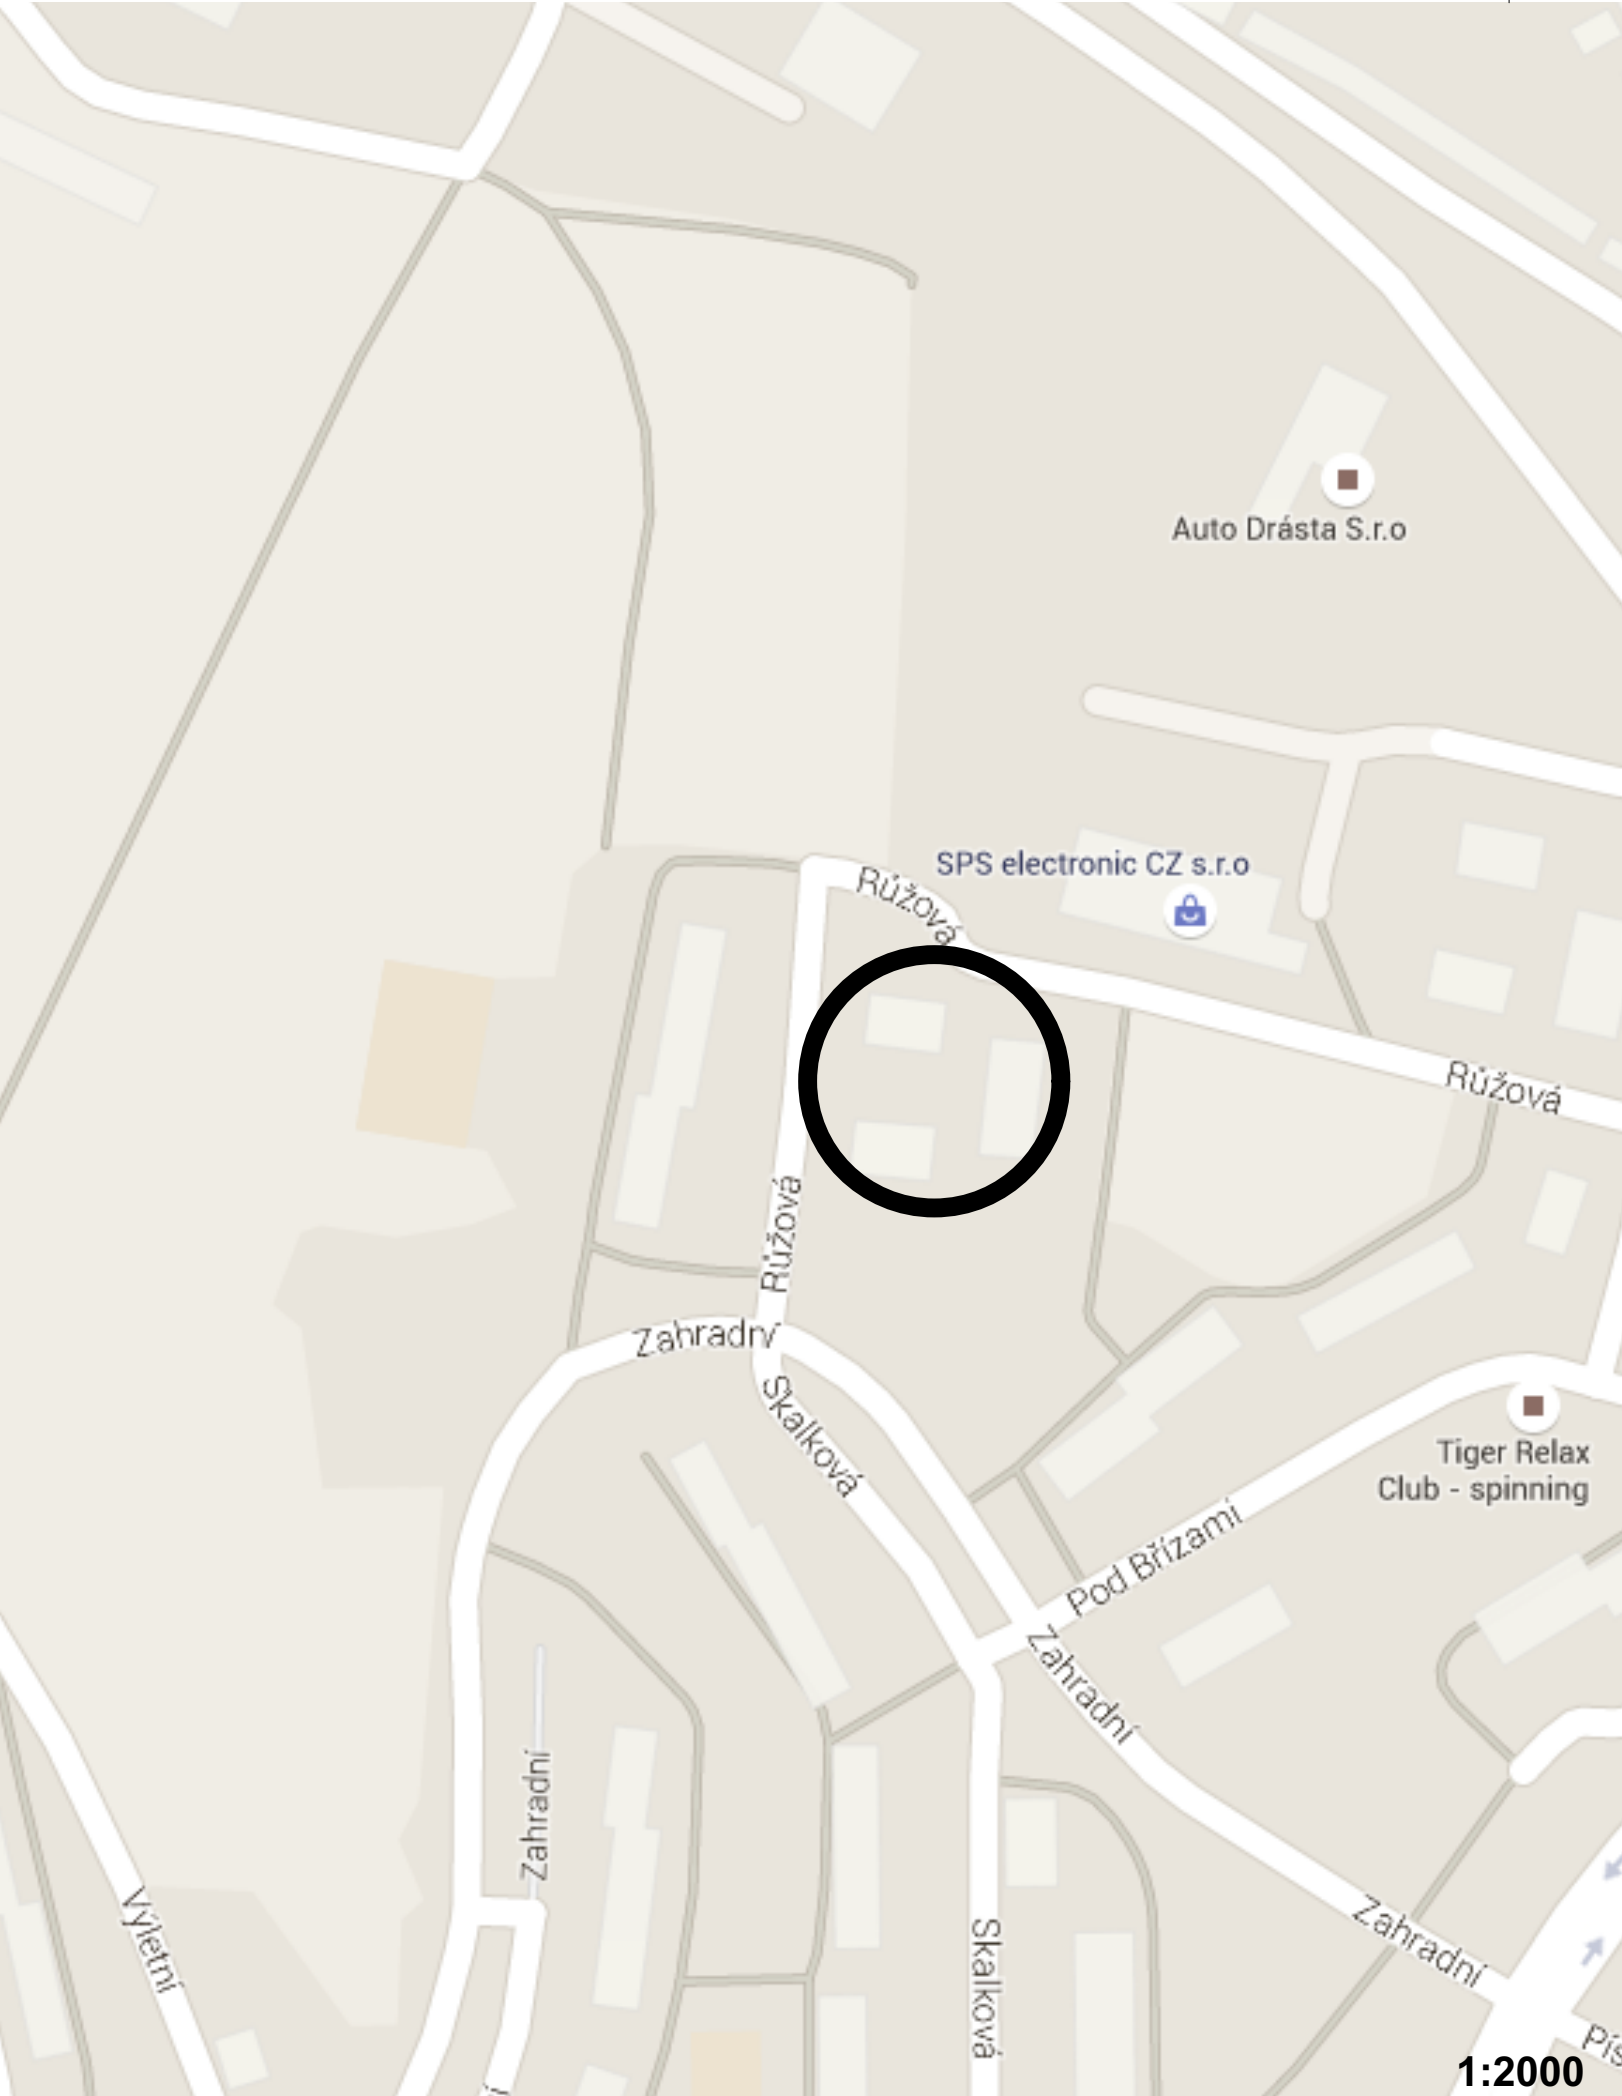 Auto Drásta S.r.o
SPS electronic CZ s.r.o
Růžová
Růžová
Růžová
Zahradní
Skalková
Tiger Relax
Club - spinning
Pod Břízami
Zahradní
Zahradní
Výletní
Zahradní
Skalková
1:2000